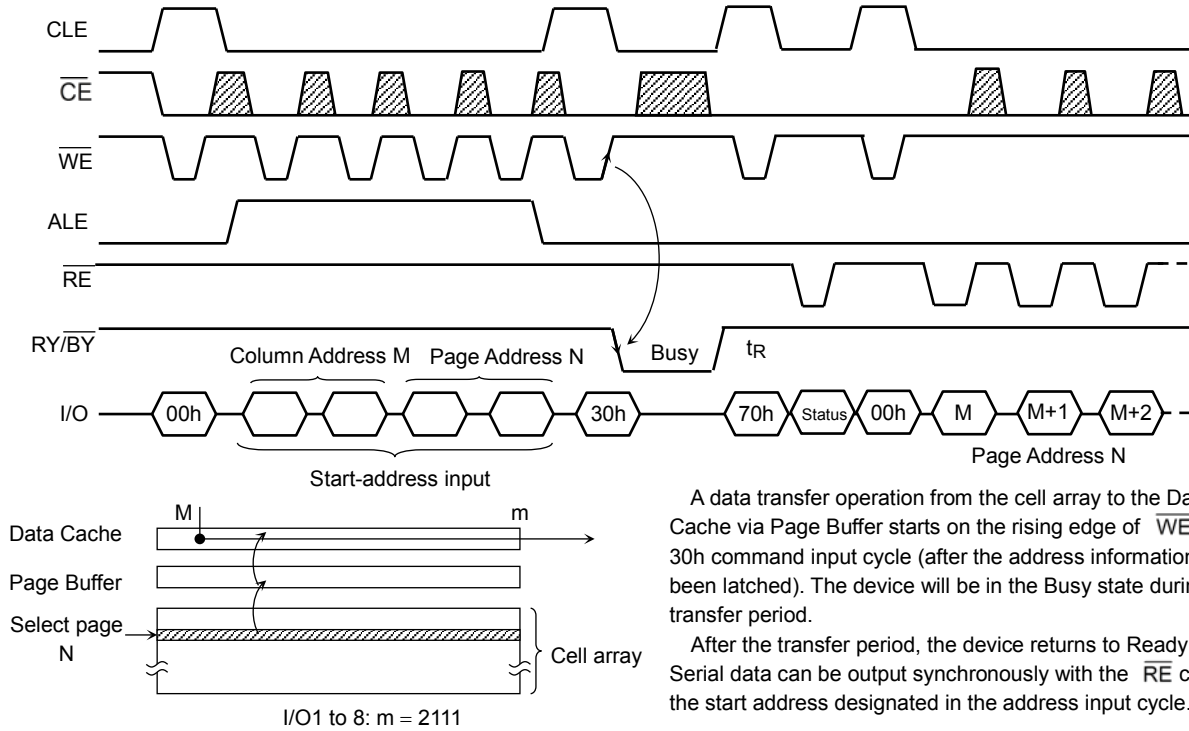 CLE
CE
WE
ALE
RE
RY/BY
Column Address M Page Address N
Busy tR
I/O 00h 30h 70h Status 00h M M+1 M+2
Start-address input
Page Address N
M m
Data Cache
Page Buffer
Select page
N
Cell array
I/O1 to 8: m = 2111
A data transfer operation from the cell array to the
Cache via Page Buffer starts on the rising edge of WE
30h command input cycle (after the address information
been latched). The device will be in the Busy state
transfer period.
After the transfer period, the device returns to Ready
Serial data can be output synchronously with the RE
the start address designated in the address input cycle.